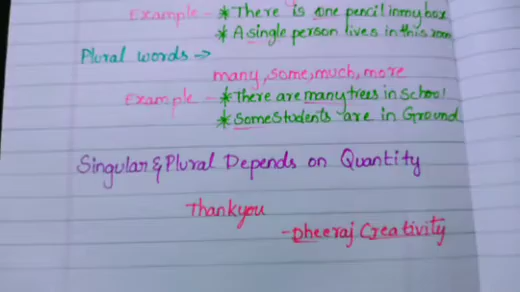 Example - * There is one pencil in my box
* A single person lives in this room
Plural words ⇒
many, some, much, more
Example - * There are many trees in School
* Some Students are in Ground
Singular & Plural Depends on Quantity
Thankyou
- Dheeraj Creativity